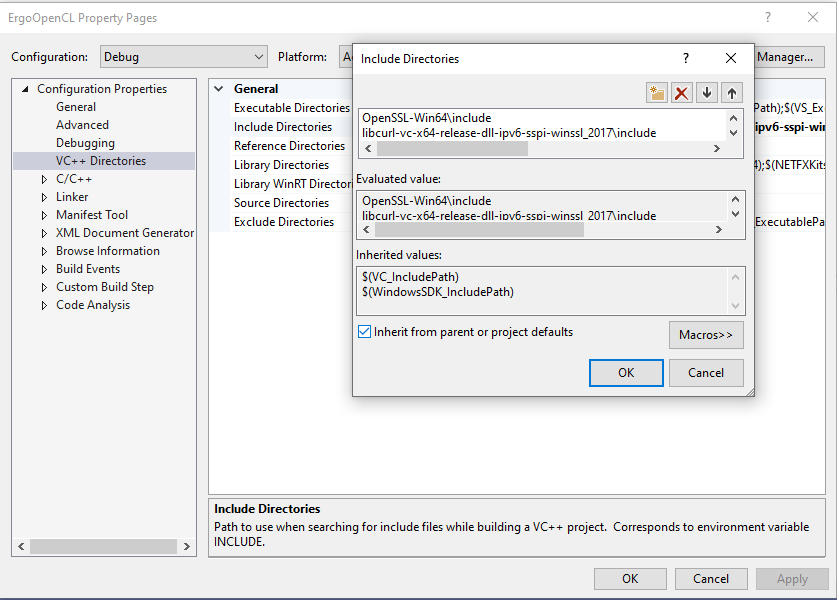 ErgoOpenCL Property Pages
?
Configuration: Debug Platform:
Manager...
Configuration Properties
General
Advanced
Debugging
VC++ Directories
C/C++
Linker
Manifest Tool
XML Document Generator
Browse Information
Build Events
Custom Build Step
Code Analysis
General
Executable Directories
Path);$(VS_Exe
Include Directories
ipv6-sspi-win
Reference Directories
Library Directories
4);$(NETFXKits
Library WinRT Directori
Source Directories
Exclude Directories
_ExecutablePa
Include Directories
?
OpenSSL-Win64\include
libcurl-vc-x64-release-dll-ipv6-sspi-winssl_2017\include
Evaluated value:
OpenSSL-Win64\include
libcurl-vc-x64-release-dll-ipv6-sspi-winssl_2017\include
Inherited values:
$(VC_IncludePath)
$(WindowsSDK_IncludePath)
Inherit from parent or project defaults
Macros>>
OK Cancel
Include Directories
Path to use when searching for include files while building a VC++ project. Corresponds to environment variable
INCLUDE.
OK Cancel Apply